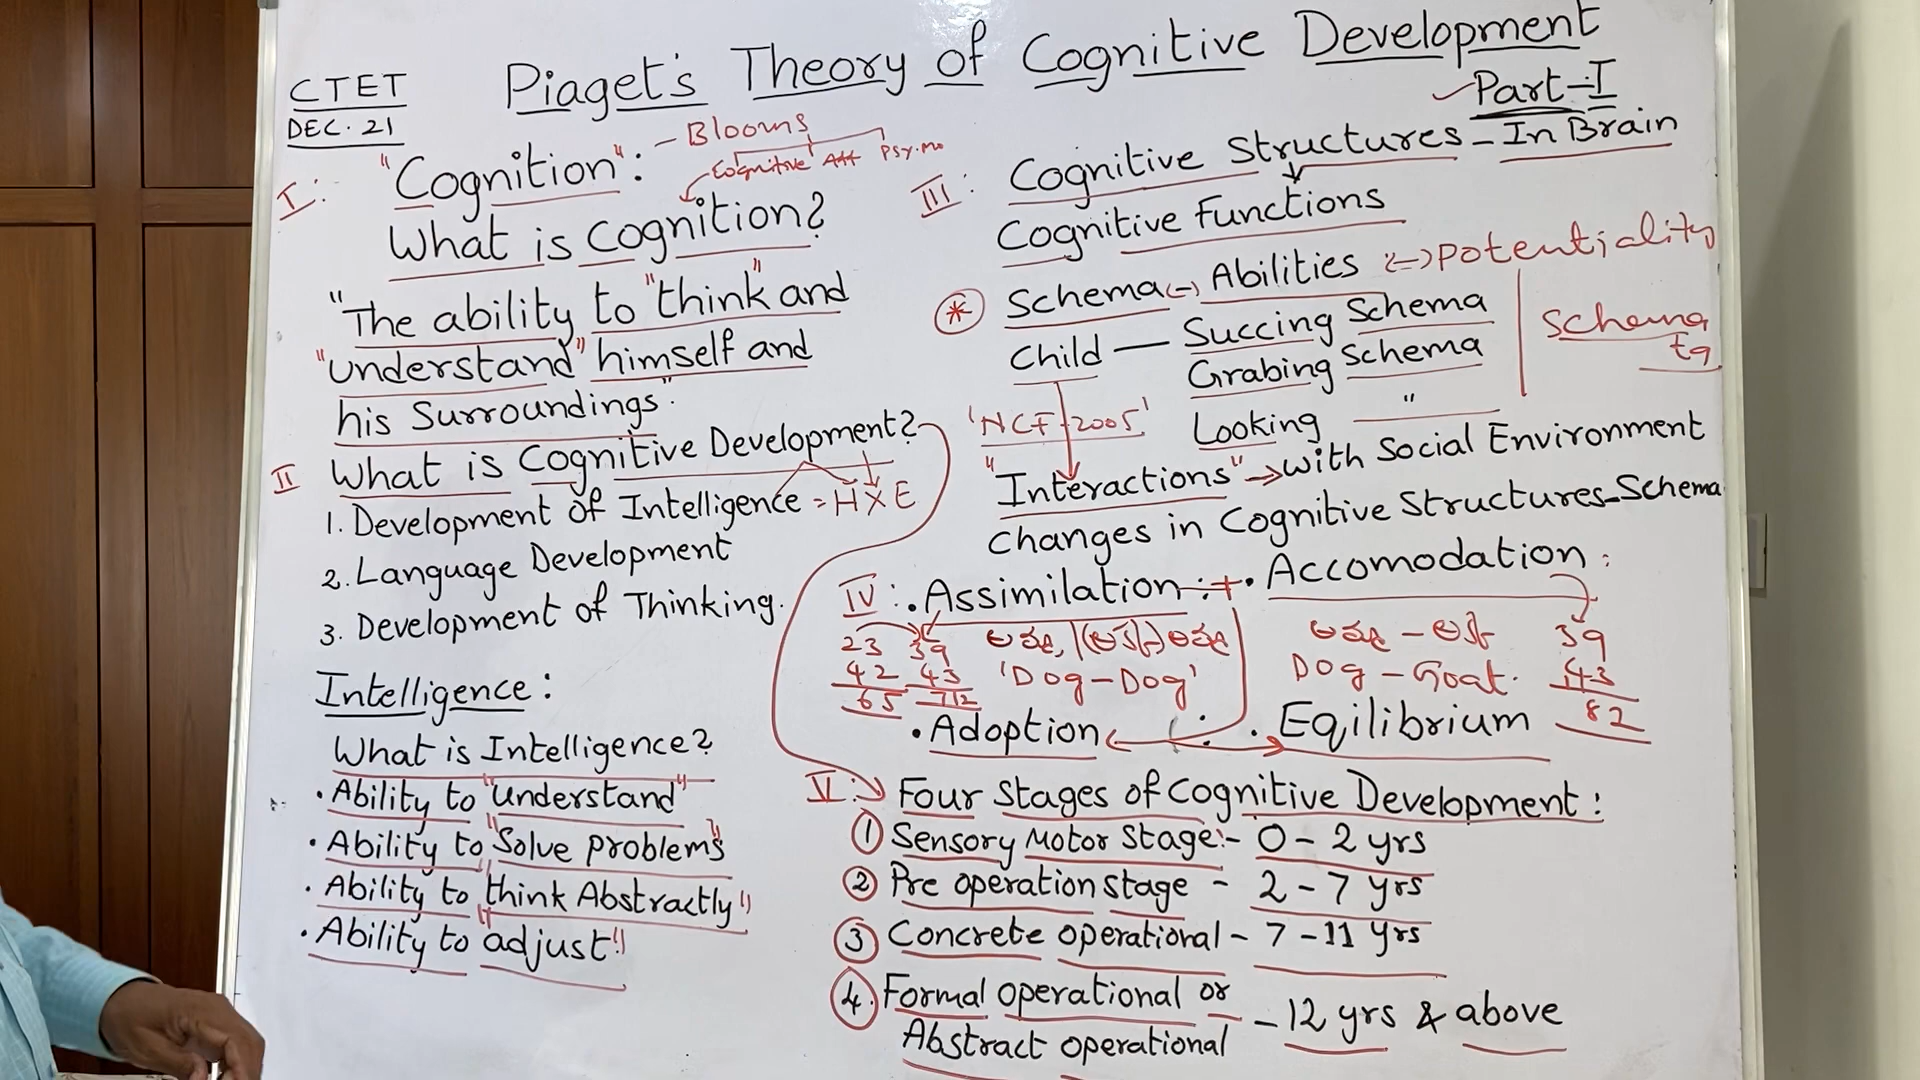 Piaget's Theory of Cognitive Development
Part-I
CTET
DEC. 21
I: "Cognition": - Blooms
Cognitive Aff Psy.Mo
What is Cognition?
"The ability to "think" and
"understand" himself and
his Surroundings".
II What is Cognitive Development?
1. Development of Intelligence = H X E
2. Language Development
3. Development of Thinking.
Intelligence:
What is Intelligence?
• Ability to "understand"
• Ability to "Solve problems"
• Ability to "think Abstractly"
• Ability to "adjust"
III: Cognitive Structures - In Brain
Cognitive Functions
* Schema (-) Abilities (-) Potentiality
Child — Succing Schema
Grabing Schema
Looking "
Schema
ta
'NCF-2005'
"Interactions" → with Social Environment
Changes in Cognitive Structures - Schema
IV: • Assimilation: + • Accomodation:
23 39
42 43
65 712
'Dog-Dog'
Dog - Goat.
39
43
82
• Adoption
• Eqilibrium
V: Four Stages of Cognitive Development:
1 Sensory Motor Stage:- 0 - 2 yrs
2 Pre operation stage - 2 - 7 yrs
3 Concrete operational - 7 - 11 yrs
4. Formal operational or
Abstract operational - 12 yrs & above